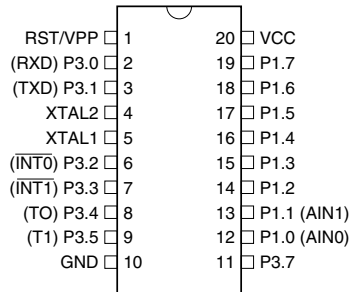 RST/VPP 1 20 VCC
(RXD) P3.0 2 19 P1.7
(TXD) P3.1 3 18 P1.6
XTAL2 4 17 P1.5
XTAL1 5 16 P1.4
(INT0) P3.2 6 15 P1.3
(INT1) P3.3 7 14 P1.2
(TO) P3.4 8 13 P1.1 (AIN1)
(T1) P3.5 9 12 P1.0 (AIN0)
GND 10 11 P3.7